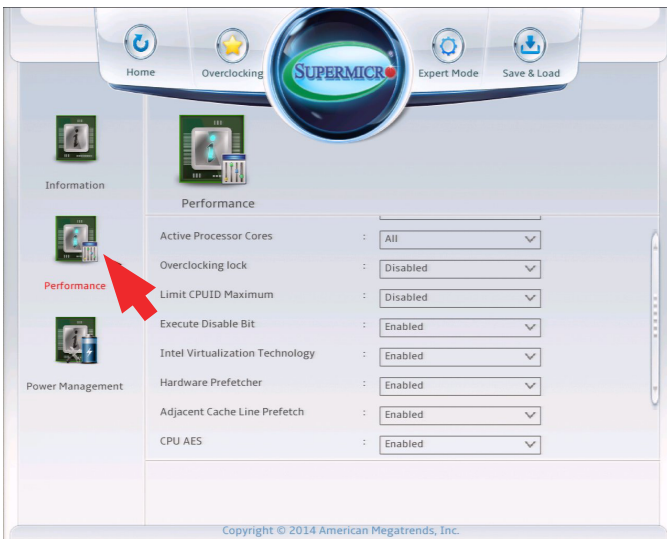 Home
Overclocking
SUPERMICR
Expert Mode
Save & Load
Information
Performance
Power Management
Performance
Active Processor Cores : All
Overclocking lock : Disabled
Limit CPUID Maximum : Disabled
Execute Disable Bit : Enabled
Intel Virtualization Technology : Enabled
Hardware Prefetcher : Enabled
Adjacent Cache Line Prefetch : Enabled
CPU AES : Enabled
Copyright © 2014 American Megatrends, Inc.